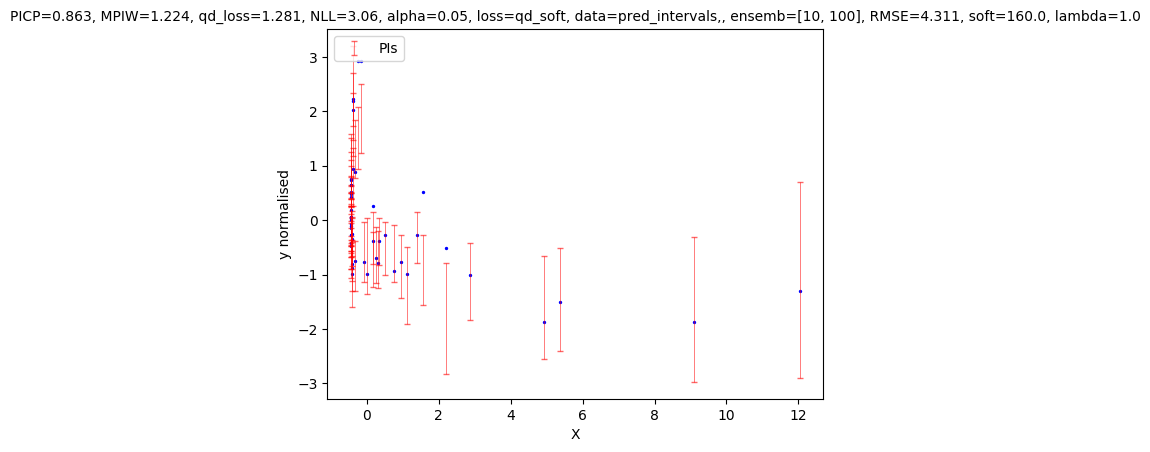 PICP=0.863, MPIW=1.224, qd_loss=1.281, NLL=3.06, alpha=0.05, loss=qd_soft, data=pred_intervals,, ensemb=[10, 100], RMSE=4.311, soft=160.0, lambda=1.0
PIs
3
2
1
0
−1
−2
−3
y normalised
0 2 4 6 8 10 12
X